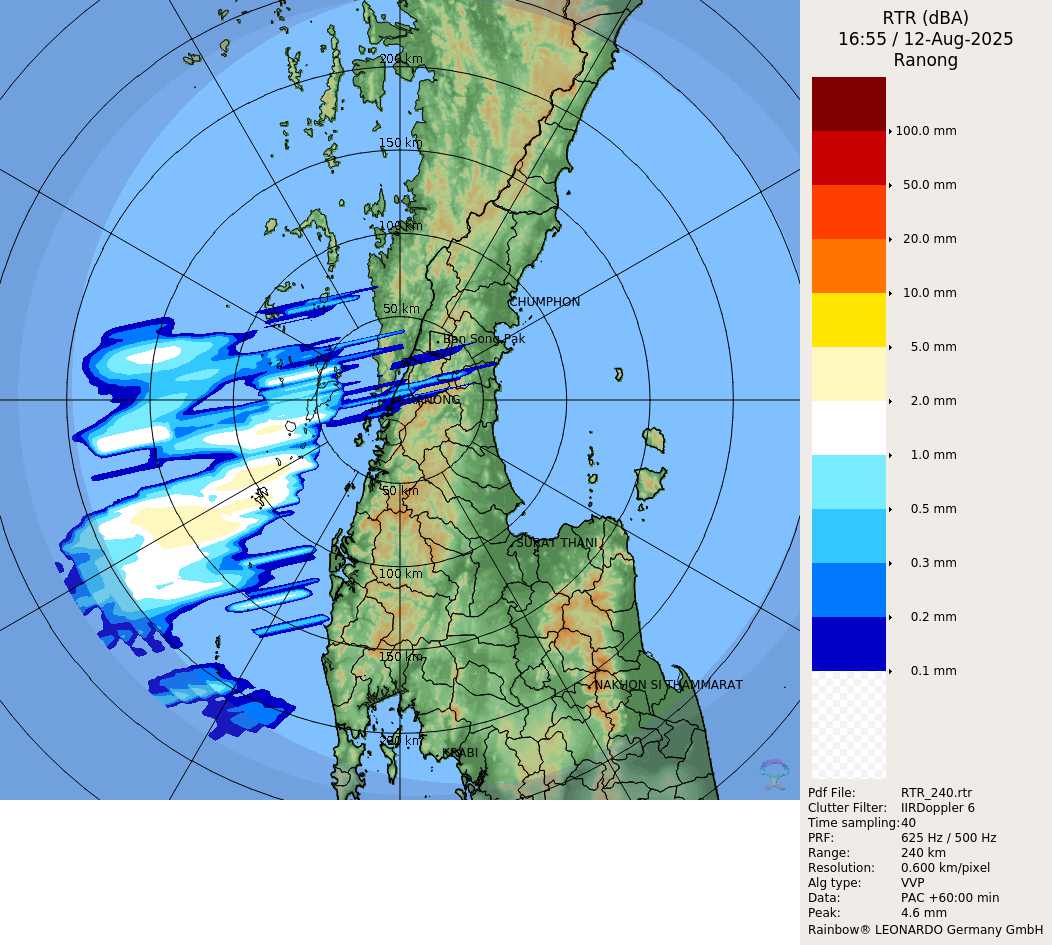 RTR (dBA)
16:55 / 12-Aug-2025
Ranong
200 km
150 km
100 km
50 km
CHUMPHON
Ban Song Pak
RANONG
50 km
SURAT THANI
100 km
150 km
NAKHON SI THAMMARAT
200 km
KRABI
100.0 mm
50.0 mm
20.0 mm
10.0 mm
5.0 mm
2.0 mm
1.0 mm
0.5 mm
0.3 mm
0.2 mm
0.1 mm
Pdf File: RTR_240.rtr
Clutter Filter: IIRDoppler 6
Time sampling:40
PRF: 625 Hz / 500 Hz
Range: 240 km
Resolution: 0.600 km/pixel
Alg type: VVP
Data: PAC +60:00 min
Peak: 4.6 mm
Rainbow® LEONARDO Germany GmbH